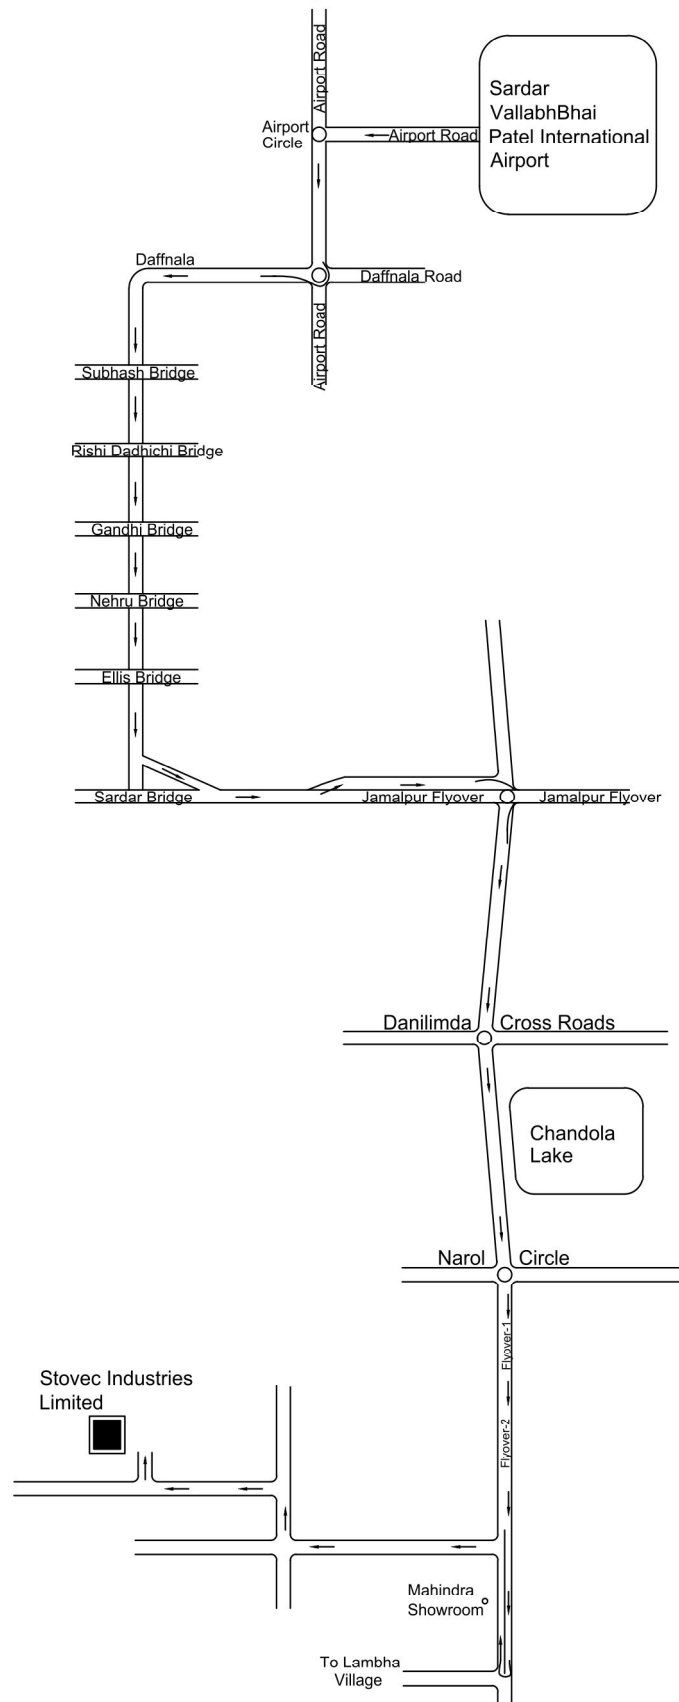 Airport Road
Sardar
VallabhBhai
Patel International
Airport
Airport
Circle
Airport Road
Daffnala
Daffnala Road
Airport Road
Subhash Bridge
Rishi Dadhichi Bridge
Gandhi Bridge
Nehru Bridge
Ellis Bridge
Sardar Bridge
Jamalpur Flyover
Jamalpur Flyover
Danilimda Cross Roads
Chandola
Lake
Narol Circle
Flyover-1
Stovec Industries
Limited
Flyover-2
Mahindra
Showroom
To Lambha
Village